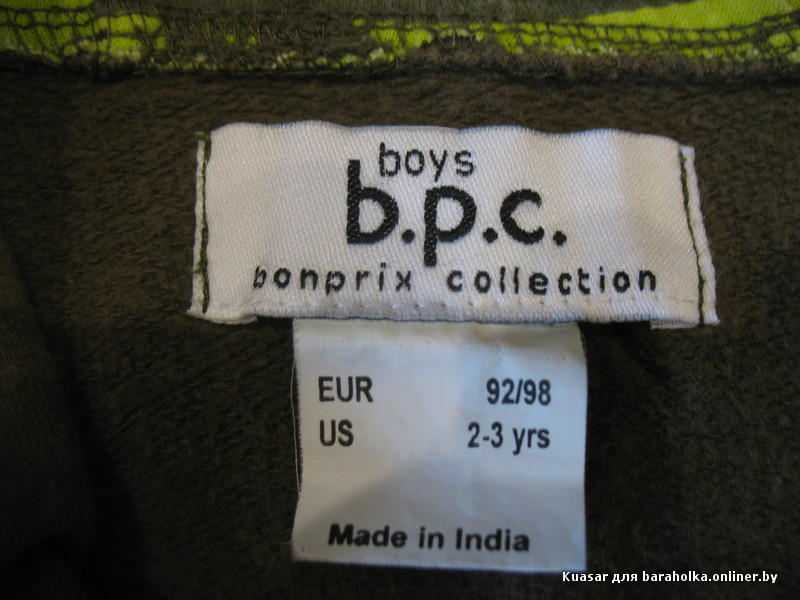 boys
b.p.c.
bonprix collection
EUR 92/98
US 2-3 yrs
Made in India
Kuasar для baraholka.onliner.by